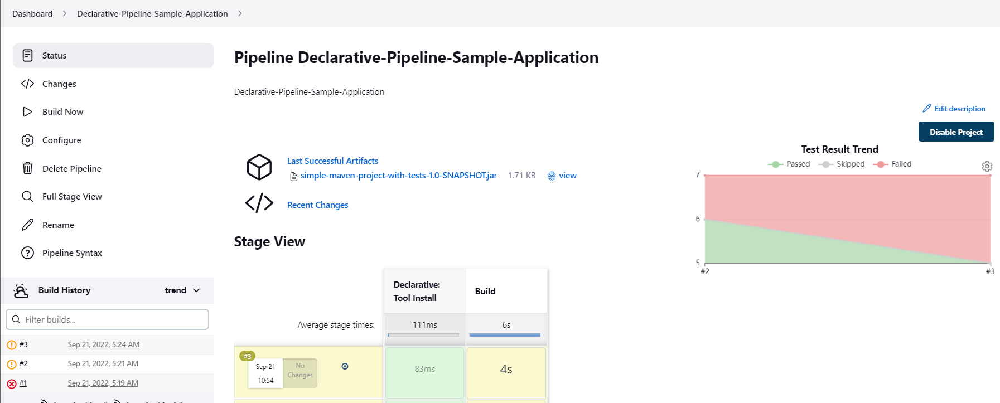 Dashboard
Declarative-Pipeline-Sample-Application
Status
Changes
Build Now
Configure
Delete Pipeline
Full Stage View
Rename
Pipeline Syntax
Build History
trend
Filter builds...
#3 Sep 21, 2022, 5:24 AM
#2 Sep 21, 2022, 5:21 AM
#1 Sep 21, 2022, 5:19 AM
Pipeline Declarative-Pipeline-Sample-Application
Declarative-Pipeline-Sample-Application
Edit description
Disable Project
Last Successful Artifacts
simple-maven-project-with-tests-1.0-SNAPSHOT.jar 1.71 KB view
Recent Changes
Test Result Trend
Passed Skipped Failed
7
6
5
#2 #3
Stage View
Declarative:
Tool Install
Build
Average stage times: 111ms 6s
#3
Sep 21
10:54
No
Changes
83ms
4s